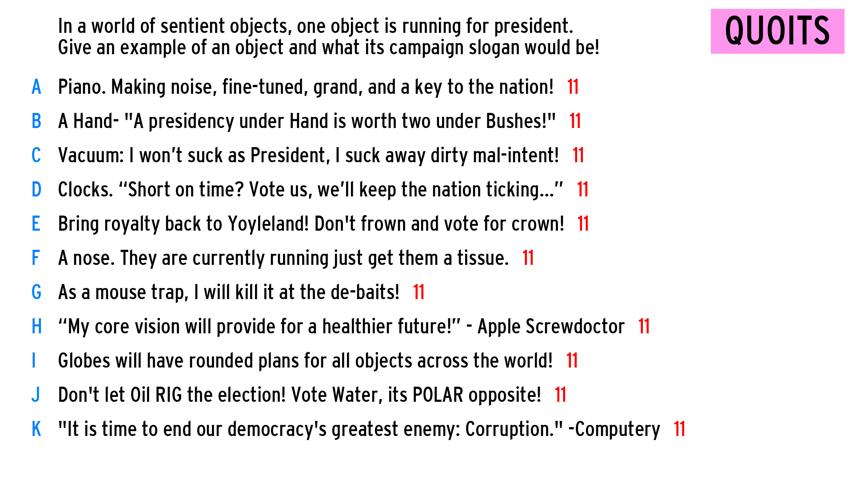 In a world of sentient objects, one object is running for president.
Give an example of an object and what its campaign slogan would be!
QUOITS
A Piano. Making noise, fine-tuned, grand, and a key to the nation! 11
B A Hand- "A presidency under Hand is worth two under Bushes!" 11
C Vacuum: I won't suck as President, I suck away dirty mal-intent! 11
D Clocks. “Short on time? Vote us, we'll keep the nation ticking...” 11
E Bring royalty back to Yoyleland! Don't frown and vote for crown! 11
F A nose. They are currently running just get them a tissue. 11
G As a mouse trap, I will kill it at the de-baits! 11
H “My core vision will provide for a healthier future!” - Apple Screwdoctor 11
I Globes will have rounded plans for all objects across the world! 11
J Don't let Oil RIG the election! Vote Water, its POLAR opposite! 11
K "It is time to end our democracy's greatest enemy: Corruption." -Computery 11